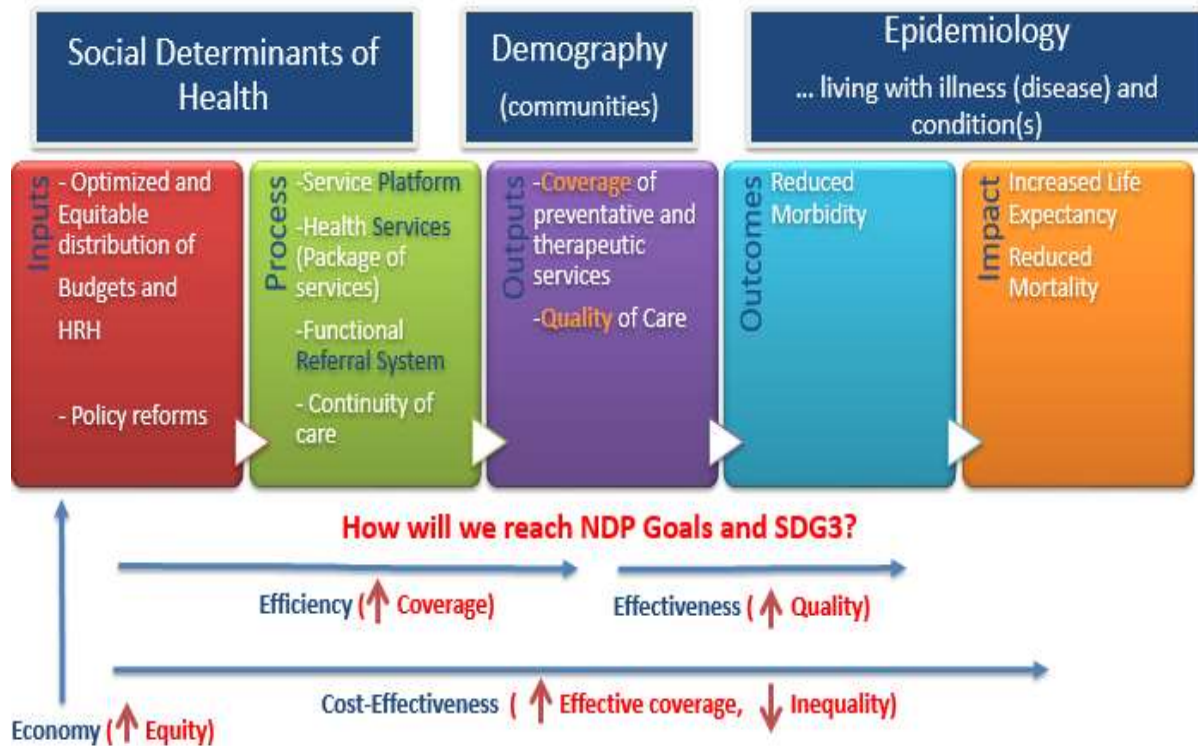 Social Determinants of
Health
Demography
(communities)
Epidemiology
... living with illness (disease) and
condition(s)
Inputs
- Optimized and
Equitable
distribution of
Budgets and
HRH
- Policy reforms
Process
-Service Platform
-Health Services
(Package of
services)
-Functional
Referral System
- Continuity of
care
Outputs
-Coverage of
preventative and
therapeutic
services
-Quality of Care
Outcomes
Reduced
Morbidity
Impact
Increased Life
Expectancy
Reduced
Mortality
How will we reach NDP Goals and SDG3?
Efficiency (↑ Coverage)
Effectiveness ( ↑ Quality)
Cost-Effectiveness ( ↑ Effective coverage, ↓ Inequality)
Economy (↑ Equity)